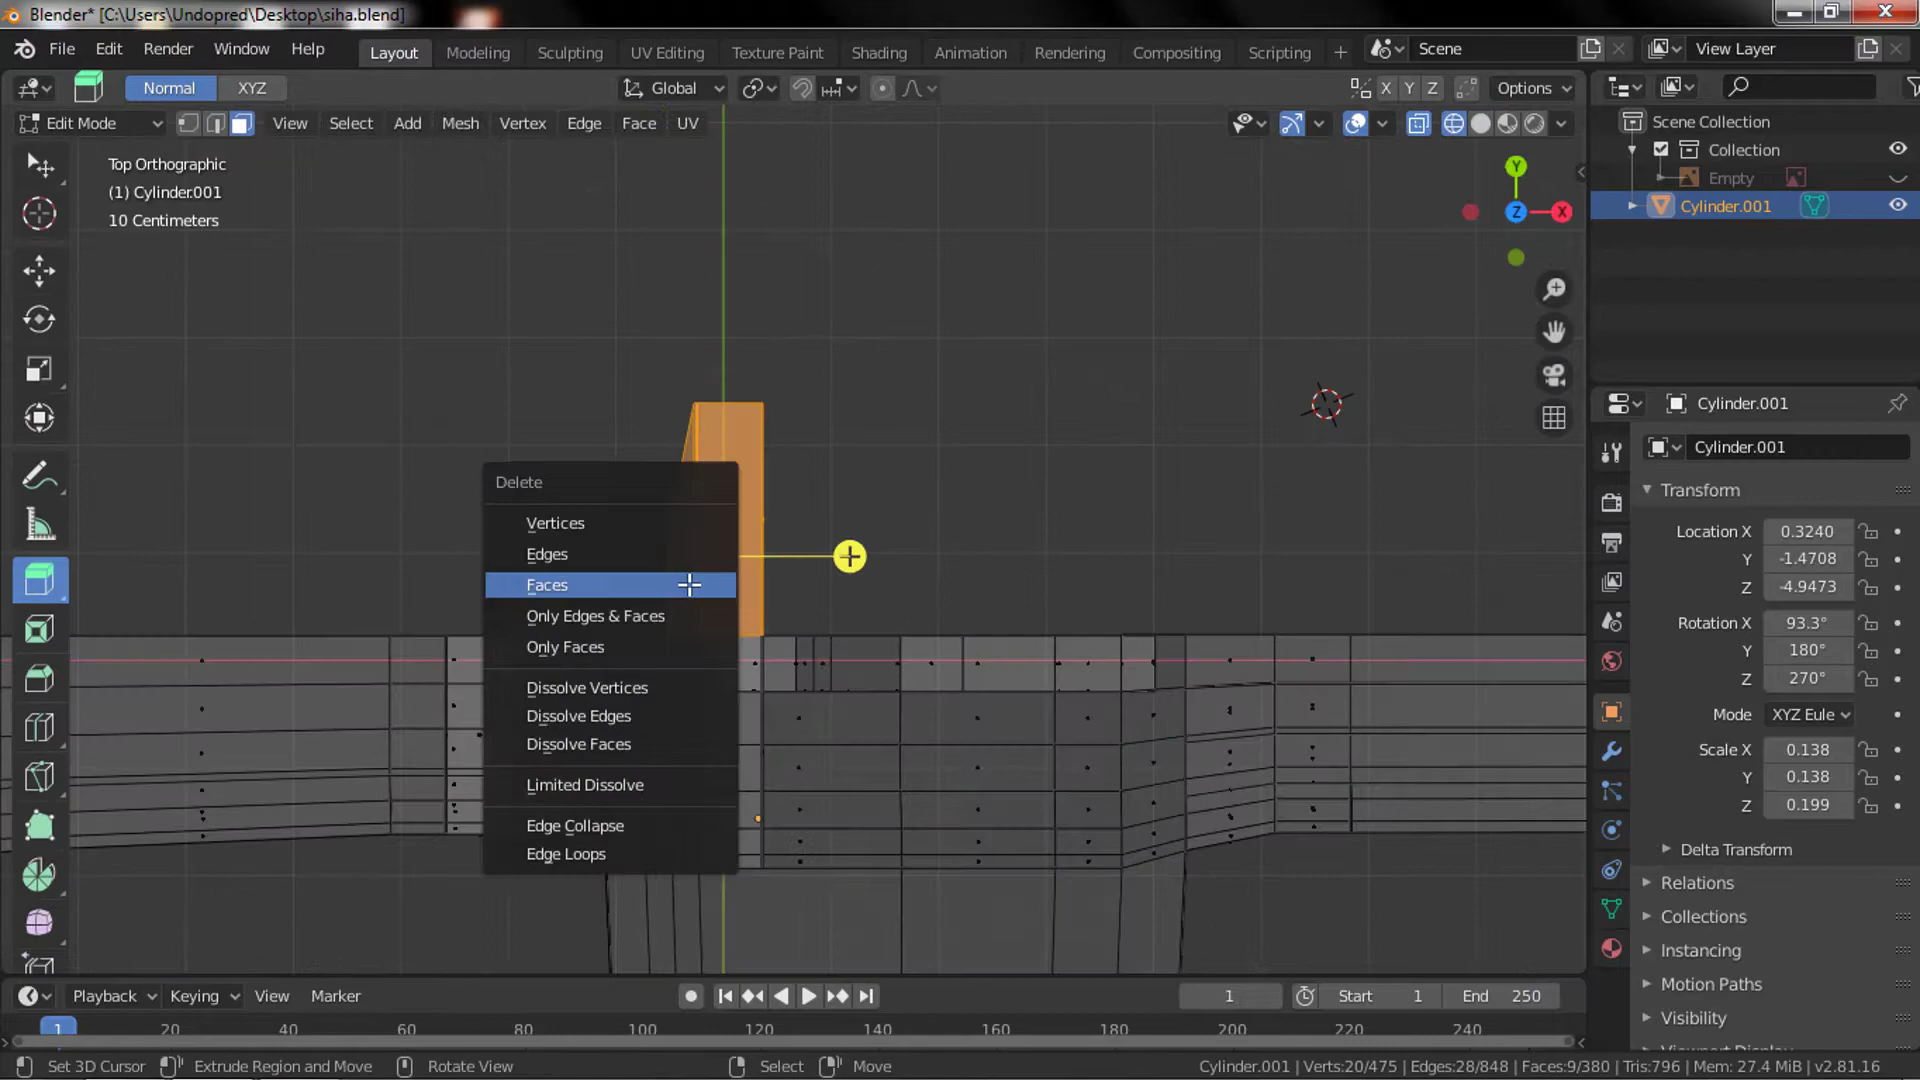 Blender* [C:\Users\Undopred\Desktop\siha.blend]
File Edit Render Window Help Layout Modeling Sculpting UV Editing Texture Paint Shading Animation Rendering Compositing Scripting + Scene View Layer
Normal XYZ Global X Y Z Options
Edit Mode View Select Add Mesh Vertex Edge Face UV
Top Orthographic
(1) Cylinder.001
10 Centimeters
Y
Z X
Scene Collection
Collection
Empty
Cylinder.001
Cylinder.001
Cylinder.001
Transform
Location X 0.3240
Y -1.4708
Z -4.9473
Rotation X 93.3°
Y 180°
Z 270°
Mode XYZ Eule
Scale X 0.138
Y 0.138
Z 0.199
Delta Transform
Relations
Collections
Instancing
Motion Paths
Visibility
Viewport Display
Delete
Vertices
Edges
Faces
Only Edges & Faces
Only Faces
Dissolve Vertices
Dissolve Edges
Dissolve Faces
Limited Dissolve
Edge Collapse
Edge Loops
Playback Keying View Marker 1 Start 1 End 250
1 20 40 60 80 100 120 140 160 180 200 220 240
Set 3D Cursor Extrude Region and Move Rotate View Select Move Cylinder.001 | Verts:20/475 | Edges:28/848 | Faces:9/380 | Tris:796 | Mem: 27.4 MiB | v2.81.16